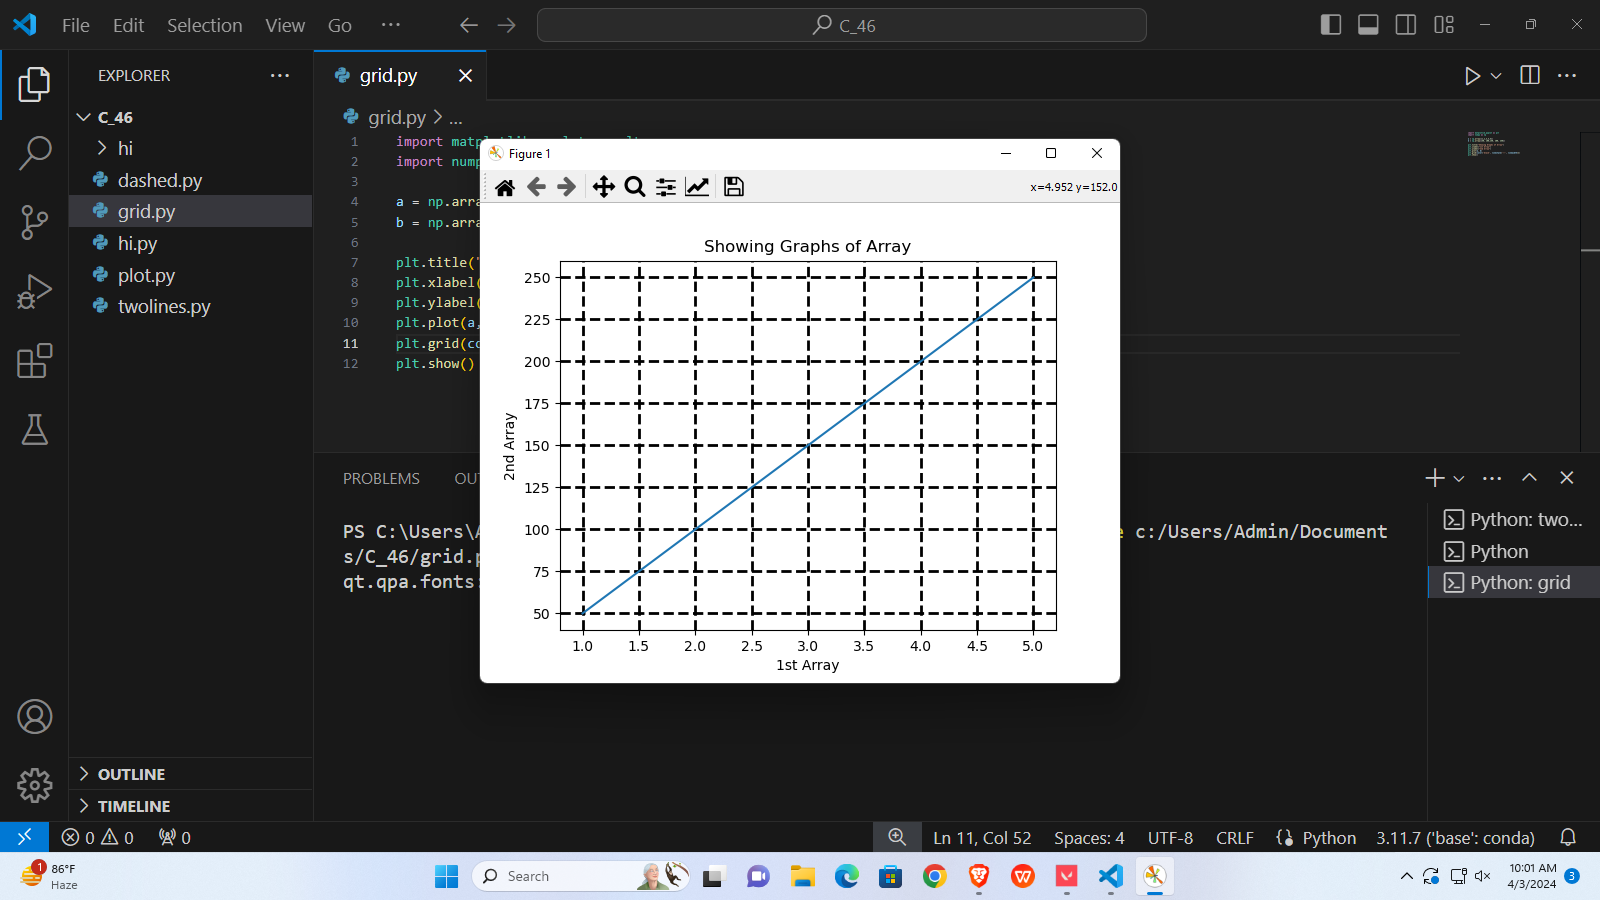 File Edit Selection View Go ···
C_46
EXPLORER ···
C_46
hi
dashed.py
grid.py
hi.py
plot.py
twolines.py
OUTLINE
TIMELINE
grid.py
grid.py > ...
1 import
2 import
3
4 a = np.
5 b = np.
6
7 plt.title(
8 plt.xlabel(
9 plt.ylabel(
10 plt.plot(a,
11 plt.grid(
12 plt.show()
Figure 1
x=4.952 y=152.0
Showing Graphs of Array
250
225
200
175
150
125
100
75
50
2nd Array
1.0 1.5 2.0 2.5 3.0 3.5 4.0 4.5 5.0
1st Array
PROBLEMS
PS C:\Users\ c:/Users/Admin/Document
s/C_46/grid.
qt.qpa.fonts:
Python: two...
Python
Python: grid
0 0 0
Ln 11, Col 52 Spaces: 4 UTF-8 CRLF Python 3.11.7 ('base': conda)
1
86°F
Haze
Search
10:01 AM
4/3/2024
3